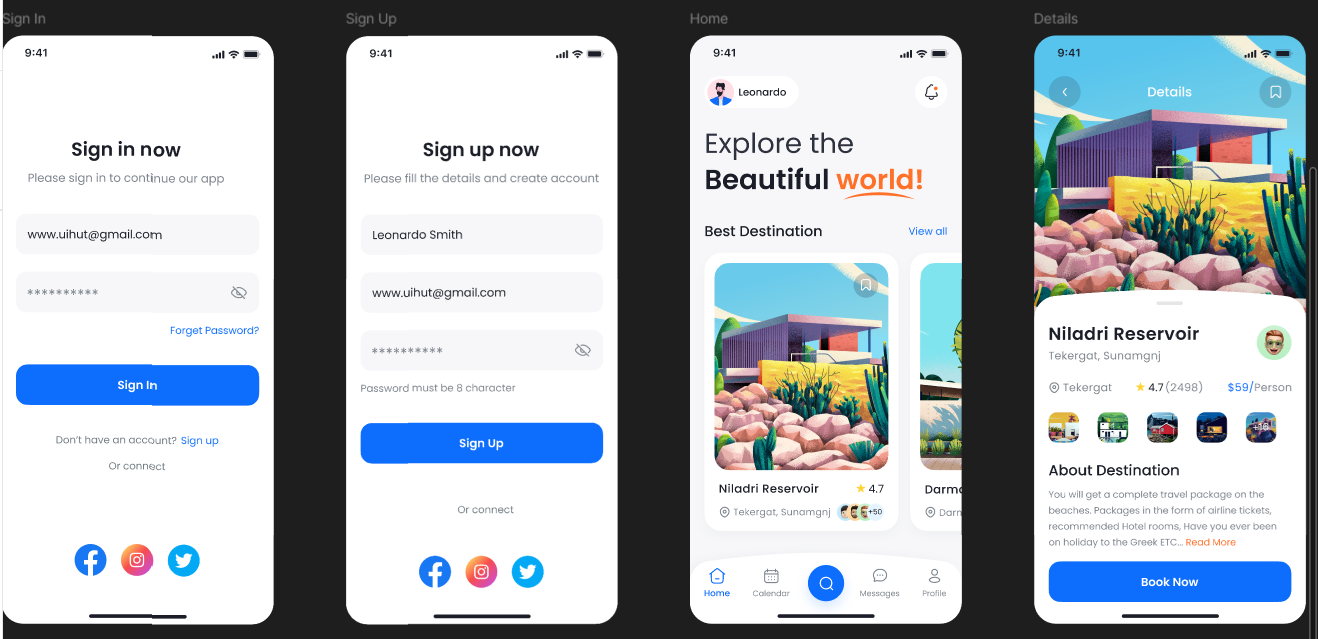 Sign In
9:41
Sign in now
Please sign in to continue our app
www.uihut@gmail.com
**********
Forget Password?
Sign In
Don't have an account? Sign up
Or connect
Sign Up
9:41
Sign up now
Please fill the details and create account
Leonardo Smith
www.uihut@gmail.com
**********
Password must be 8 character
Sign Up
Or connect
Home
9:41
Leonardo
Explore the
Beautiful world!
Best Destination
View all
Niladri Reservoir
4.7
Tekergat, Sunamgnj
+50
Darmo
Darm
Home
Calendar
Messages
Profile
Details
9:41
Details
Niladri Reservoir
Tekergat, Sunamgnj
Tekergat
4.7 (2498)
$59/Person
+16
About Destination
You will get a complete travel package on the
beaches. Packages in the form of airline tickets,
recommended Hotel rooms, Have you ever been
on holiday to the Greek ETC... Read More
Book Now